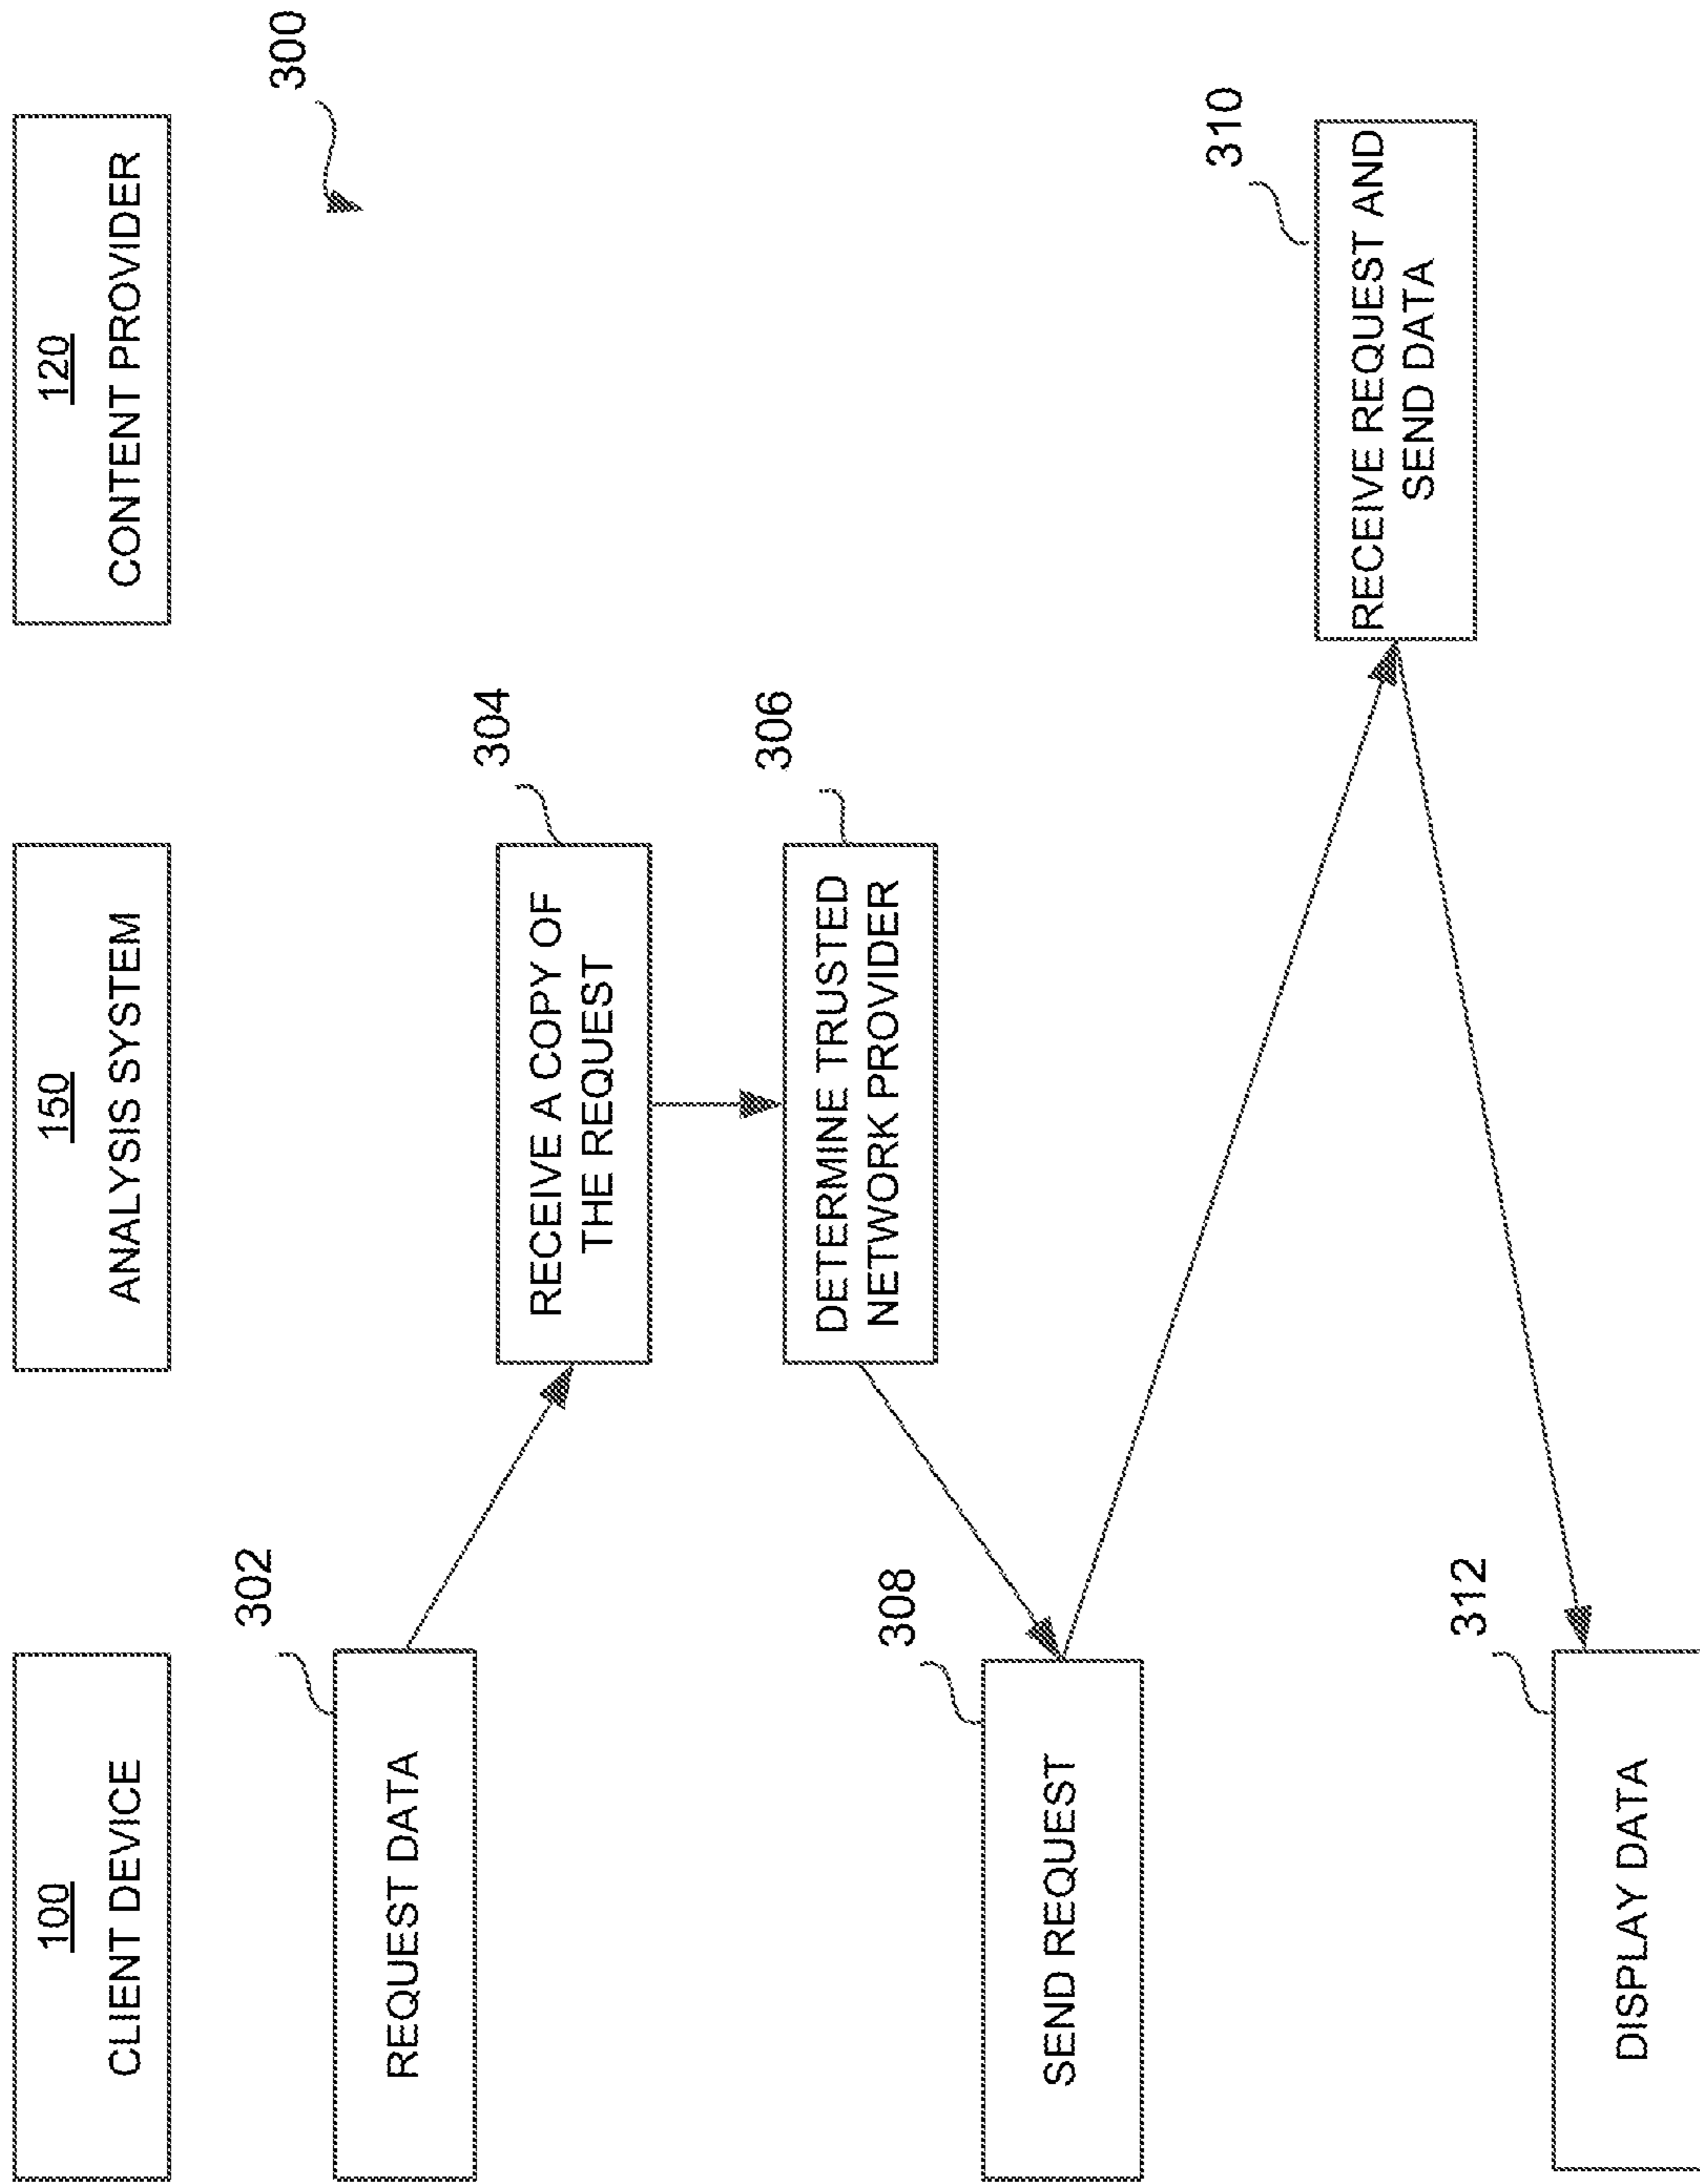 100
CLIENT DEVICE
150
ANALYSIS SYSTEM
120
CONTENT PROVIDER
300
302
REQUEST DATA
304
RECEIVE A COPY OF
THE REQUEST
306
DETERMINE TRUSTED
NETWORK PROVIDER
308
SEND REQUEST
310
RECEIVE REQUEST AND
SEND DATA
312
DISPLAY DATA